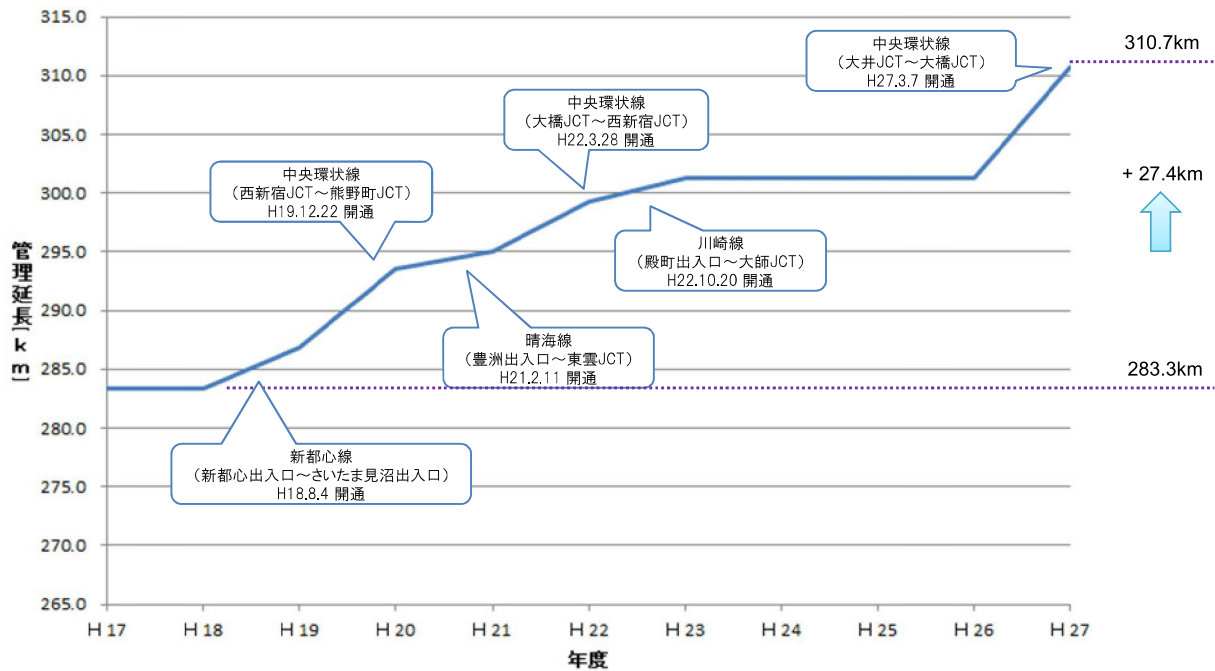 315.0
310.0
305.0
300.0
295.0
290.0
285.0
280.0
275.0
270.0
265.0
管理延長[km]
H 17
H 18
H 19
H 20
H 21
H 22
H 23
H 24
H 25
H 26
H 27
年度
新都心線
(新都心出入口～さいたま見沼出入口)
H18.8.4 開通
中央環状線
(西新宿JCT～熊野町JCT)
H19.12.22 開通
晴海線
(豊洲出入口～東雲JCT)
H21.2.11 開通
中央環状線
(大橋JCT～西新宿JCT)
H22.3.28 開通
川崎線
(殿町出入口～大師JCT)
H22.10.20 開通
中央環状線
(大井JCT～大橋JCT)
H27.3.7 開通
310.7km
+ 27.4km
283.3km